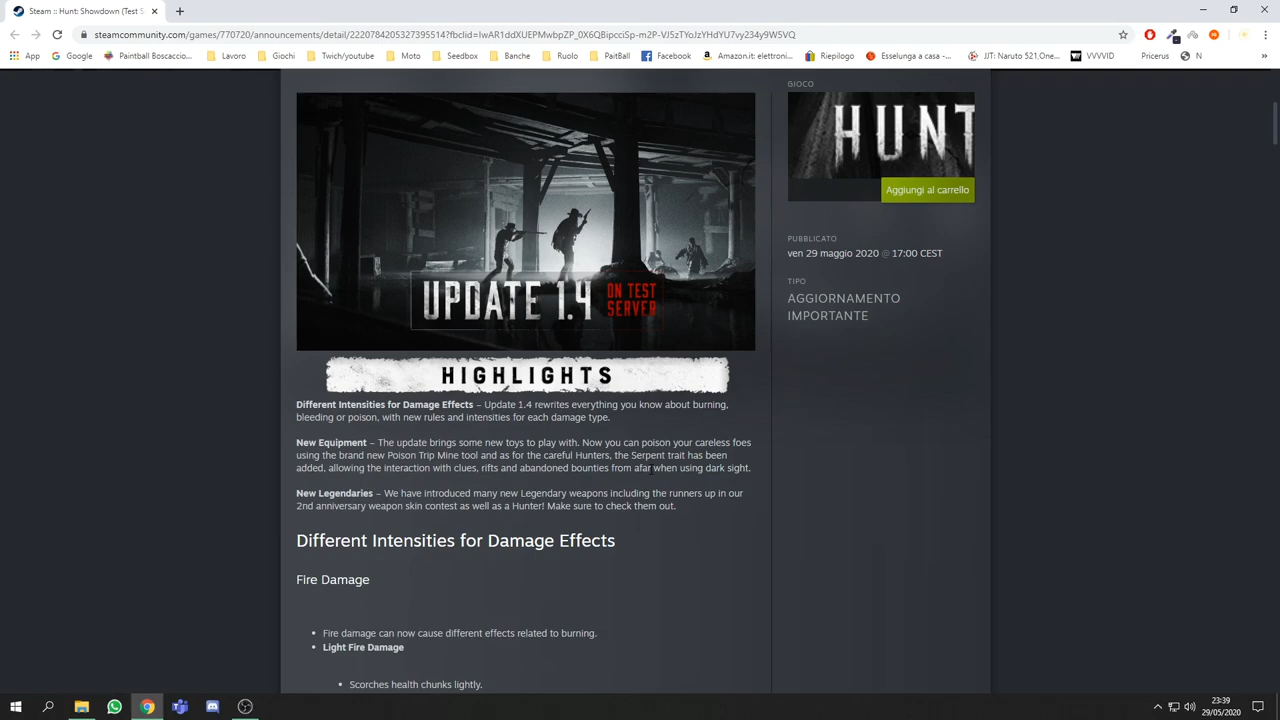 Steam :: Hunt: Showdown (Test S
steamcommunity.com/games/770720/announcements/detail/2220784205327395514?fbclid=IwAR1ddXUEPMwbpZP_0X6Q8ipcciSp-m2P-VJ5zTYoJzYHdYU7vy234y9W5VQ
App Google Paintball Boscaccio... Lavoro Giochi Twich/youtube Moto Seedbox Banche Ruolo PaitBall Facebook Amazon.it: elettroni... Riepilogo Esselunga a casa -... JJT: Naruto 521,One... VVVVID Pricerus N »
UPDATE 1.4 ON TEST SERVER
HIGHLIGHTS
Different Intensities for Damage Effects – Update 1.4 rewrites everything you know about burning,
bleeding or poison, with new rules and intensities for each damage type.
New Equipment – The update brings some new toys to play with. Now you can poison your careless foes
using the brand new Poison Trip Mine tool and as for the careful Hunters, the Serpent trait has been
added, allowing the interaction with clues, rifts and abandoned bounties from afar when using dark sight.
New Legendaries – We have introduced many new Legendary weapons including the runners up in our
2nd anniversary weapon skin contest as well as a Hunter! Make sure to check them out.
Different Intensities for Damage Effects
Fire Damage
• Fire damage can now cause different effects related to burning.
• Light Fire Damage
• Scorches health chunks lightly.
GIOCO
HUNT
Aggiungi al carrello
PUBBLICATO
ven 29 maggio 2020 @ 17:00 CEST
TIPO
AGGIORNAMENTO
IMPORTANTE
23:39
29/05/2020